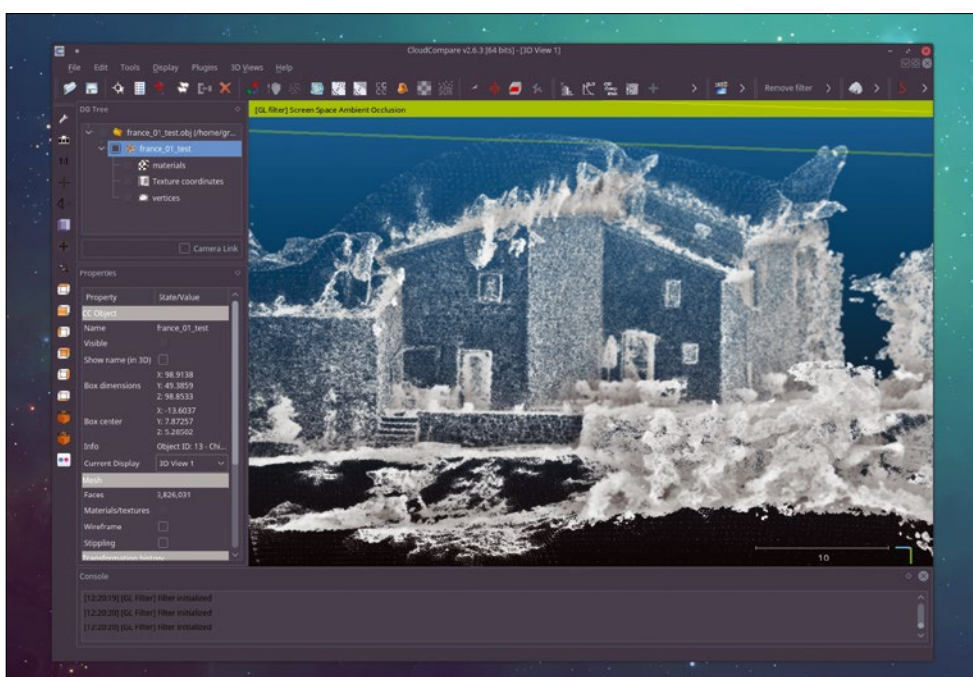 CloudCompare v2.6.3 [64 bits] - [3D View 1]
File Edit Tools Display Plugins 3D Views Help
1:1
Remove filter
DB Tree
[GL filter] Screen Space Ambient Occlusion
france_01_test.obj (/home/gr...
france_01_test
materials
Texture coordinates
vertices
Camera Link
Properties
Property State/Value
CC Object
Name france_01_test
Visible
Show name (in 3D)
X: 98.9138
Box dimensions Y: 49.3859
Z: 98.8533
X: -13.6037
Box center Y: 7.87257
Z: 5.28502
Info Object ID: 13 - Chi...
Current Display 3D View 1
Mesh
Faces 3,826,031
Materials/textures
Wireframe
Stippling
Transformation history
10
Console
[12:20:19] [GL Filter] Filter initialized
[12:20:20] [GL Filter] Filter initialized
[12:20:20] [GL Filter] Filter initialized